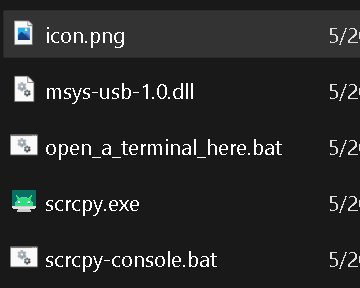 icon.png 5/2
msys-usb-1.0.dll 5/2
open_a_terminal_here.bat 5/2
scrcpy.exe 5/2
scrcpy-console.bat 5/2